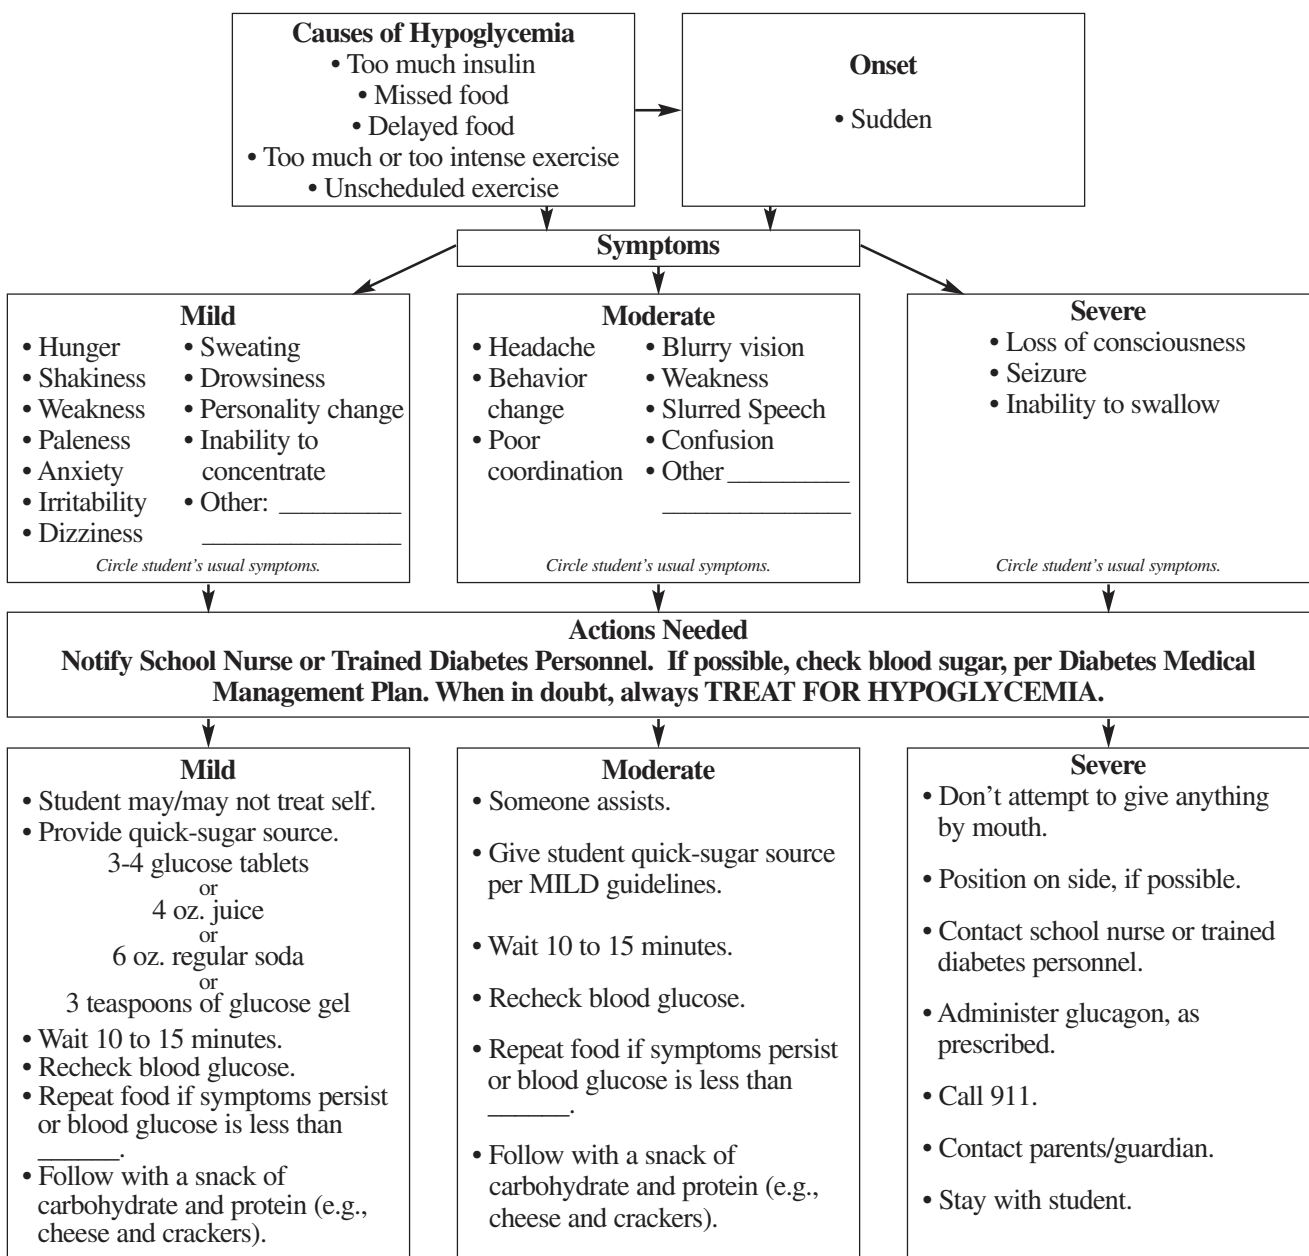 Causes of Hypoglycemia
• Too much insulin
• Missed food
• Delayed food
• Too much or too intense exercise
• Unscheduled exercise
Onset
• Sudden
Symptoms
Mild
• Hunger
• Shakiness
• Weakness
• Paleness
• Anxiety
• Irritability
• Dizziness
• Sweating
• Drowsiness
• Personality change
• Inability to
concentrate
• Other: ___________
__________________
Circle student’s usual symptoms.
Moderate
• Headache
• Behavior
change
• Poor
coordination
• Blurry vision
• Weakness
• Slurred Speech
• Confusion
• Other ___________
_________________
Circle student’s usual symptoms.
Severe
• Loss of consciousness
• Seizure
• Inability to swallow
Circle student’s usual symptoms.
Actions Needed
Notify School Nurse or Trained Diabetes Personnel. If possible, check blood sugar, per Diabetes Medical
Management Plan. When in doubt, always TREAT FOR HYPOGLYCEMIA.
Mild
• Student may/may not treat self.
• Provide quick-sugar source.
3-4 glucose tablets
or
4 oz. juice
or
6 oz. regular soda
or
3 teaspoons of glucose gel
• Wait 10 to 15 minutes.
• Recheck blood glucose.
• Repeat food if symptoms persist
or blood glucose is less than
______.
• Follow with a snack of
carbohydrate and protein (e.g.,
cheese and crackers).
Moderate
• Someone assists.
• Give student quick-sugar source
per MILD guidelines.
• Wait 10 to 15 minutes.
• Recheck blood glucose.
• Repeat food if symptoms persist
or blood glucose is less than
______.
• Follow with a snack of
carbohydrate and protein (e.g.,
cheese and crackers).
Severe
• Don’t attempt to give anything
by mouth.
• Position on side, if possible.
• Contact school nurse or trained
diabetes personnel.
• Administer glucagon, as
prescribed.
• Call 911.
• Contact parents/guardian.
• Stay with student.